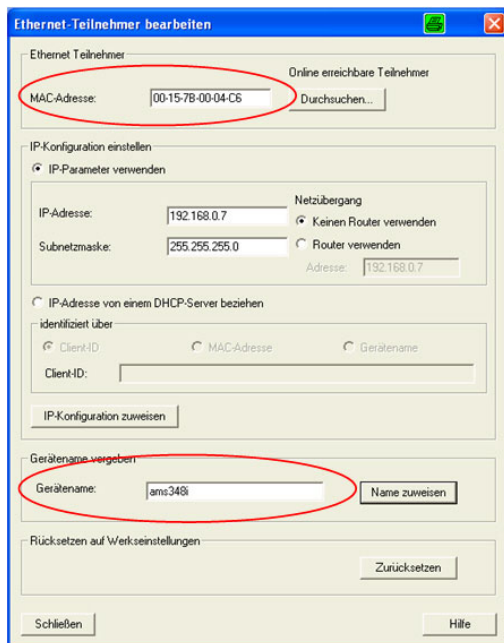 Ethernet-Teilnehmer bearbeiten
Ethernet Teilnehmer
Online erreichbare Teilnehmer
MAC-Adresse: 00-15-7B-00-04-C6 Durchsuchen...
IP-Konfiguration einstellen
IP-Parameter verwenden
Netzübergang
IP-Adresse: 192.168.0.7 Keinen Router verwenden
Subnetzmaske: 255.255.255.0 Router verwenden
Adresse: 192.168.0.7
IP-Adresse von einem DHCP-Server beziehen
identifiziert über
Client-ID MAC-Adresse Gerätename
Client-ID:
IP-Konfiguration zuweisen
Gerätename vergeben
Gerätename: ams348i Name zuweisen
Rücksetzen auf Werkseinstellungen
Zurücksetzen
Schließen Hilfe